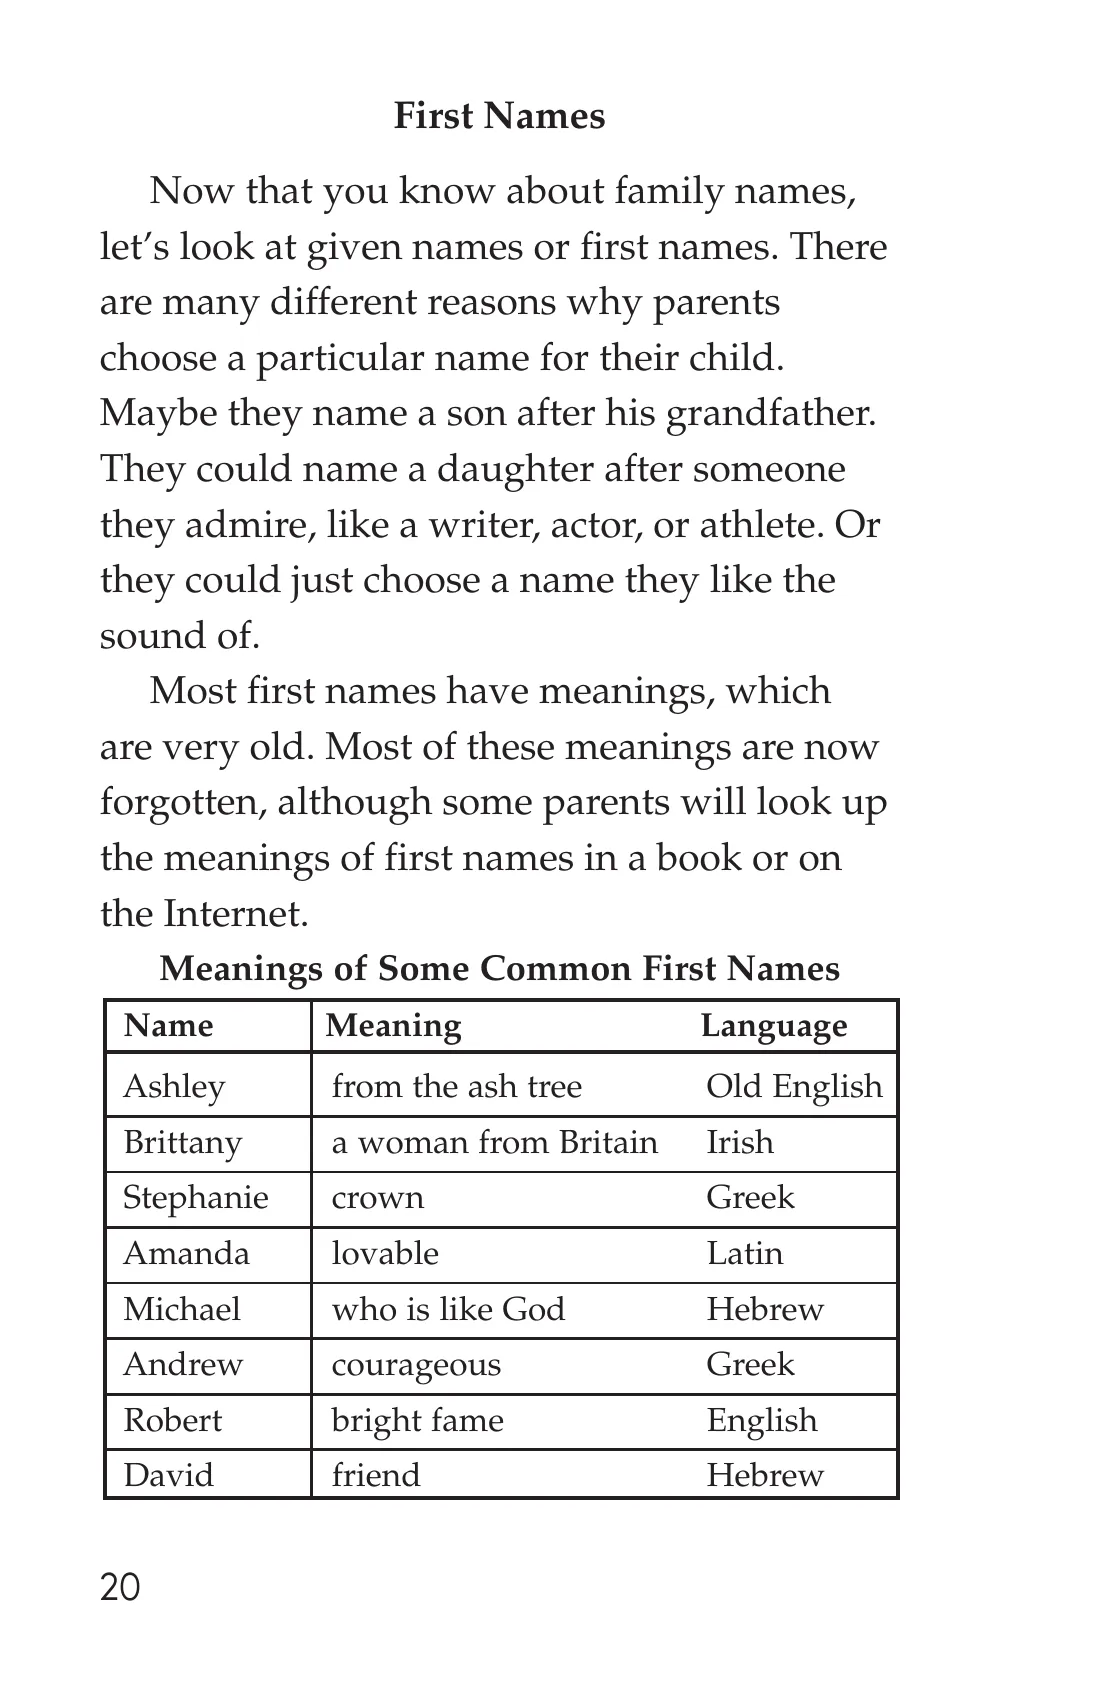 First Names
Now that you know about family names,
let’s look at given names or first names. There
are many different reasons why parents
choose a particular name for their child.
Maybe they name a son after his grandfather.
They could name a daughter after someone
they admire, like a writer, actor, or athlete. Or
they could just choose a name they like the
sound of.
Most first names have meanings, which
are very old. Most of these meanings are now
forgotten, although some parents will look up
the meanings of first names in a book or on
the Internet.
Meanings of Some Common First Names
Name Meaning Language
Ashley from the ash tree Old English
Brittany a woman from Britain Irish
Stephanie crown Greek
Amanda lovable Latin
Michael who is like God Hebrew
Andrew courageous Greek
Robert bright fame English
David friend Hebrew
20